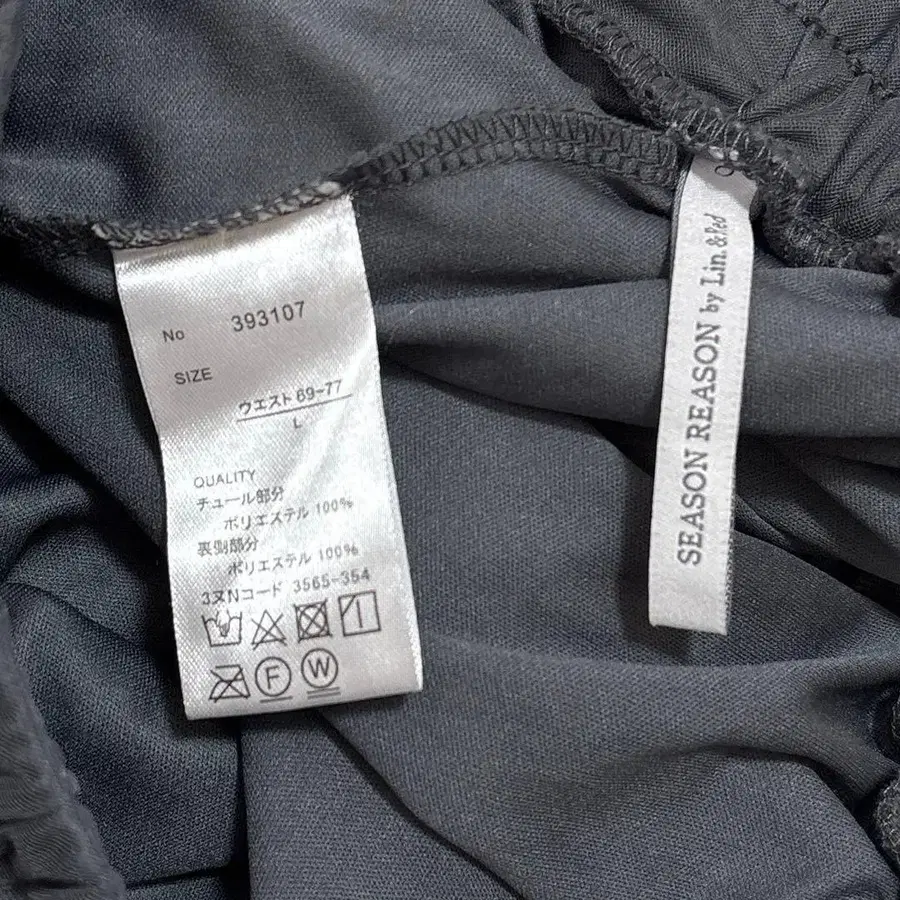 No 393107
SIZE
ウエスト 69-77
L
QUALITY
チュール部分
ポリエステル 100%
裏側部分
ポリエステル 100%
3ヌNコード 3565-354
F W
SEASON REASON by Lin.&Red